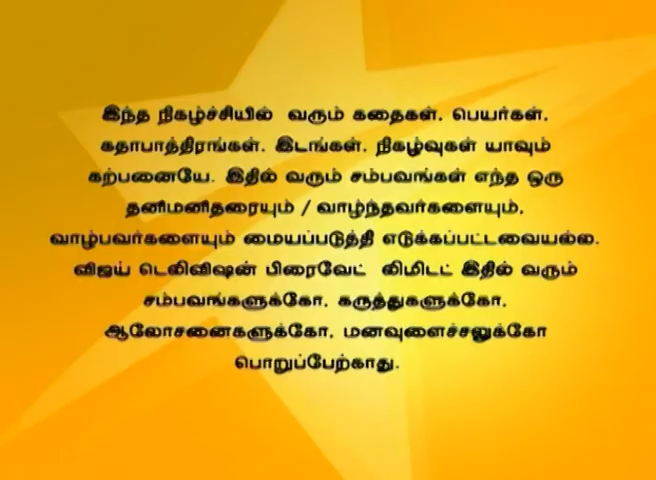 இந்த நிகழ்ச்சியில் வரும் கதைகள், பெயர்கள்,
கதாபாத்திரங்கள், இடங்கள், நிகழ்வுகள் யாவும்
கற்பனையே. இதில் வரும் சம்பவங்கள் எந்த ஒரு
தனிமனிதரையும் / வாழ்ந்தவர்களையும்,
வாழ்பவர்களையும் மையப்படுத்தி எடுக்கப்பட்டவையல்ல.
விஜய் டெலிவிஷன் பிரைவேட் லிமிடட் இதில் வரும்
சம்பவங்களுக்கோ, கருத்துகளுக்கோ,
ஆலோசனைகளுக்கோ, மனவுளைச்சலுக்கோ
பொறுப்பேற்காது.